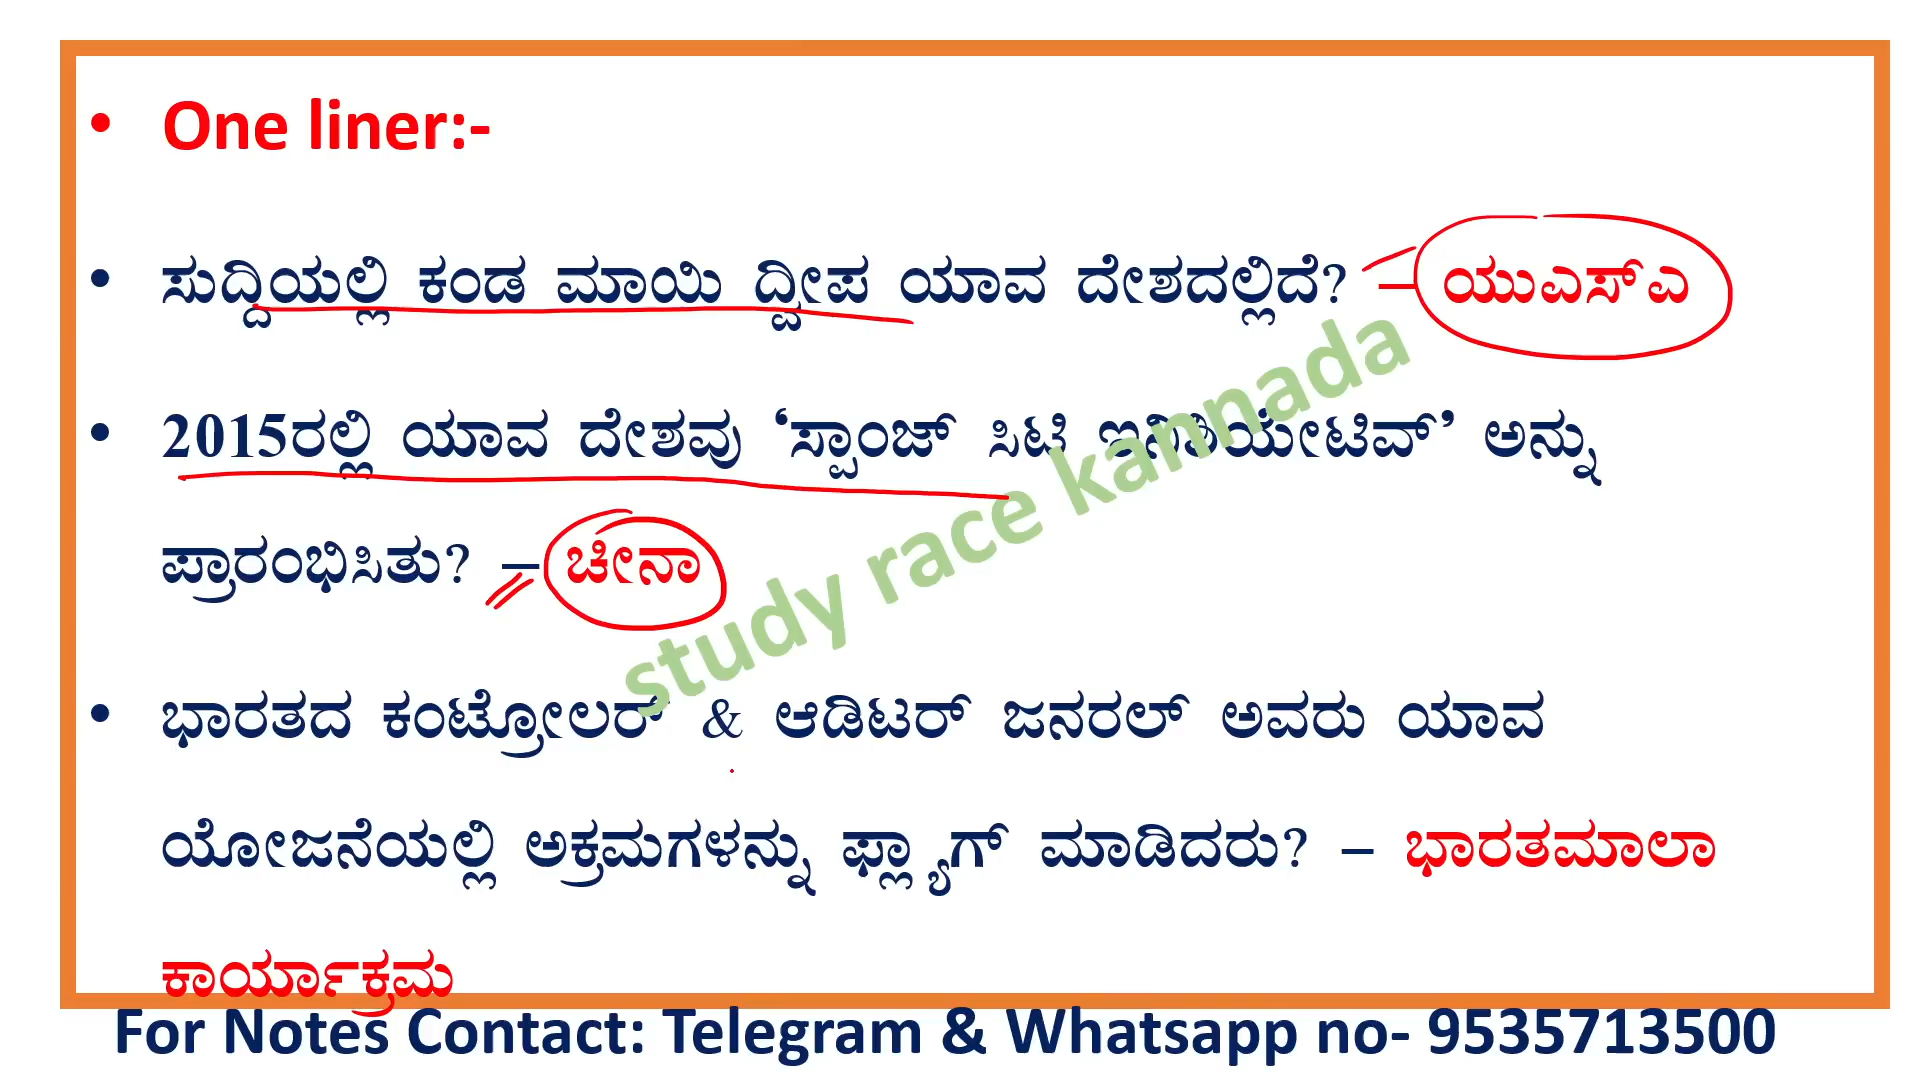 One liner:-
ಸುದ್ದಿಯಲ್ಲಿ ಕಂಡ ಮಾಯಿ ದ್ವೀಪ ಯಾವ ದೇಶದಲ್ಲಿದೆ? – ಯುಎಸ್ಎ
2015ರಲ್ಲಿ ಯಾವ ದೇಶವು ‘ಸ್ಪಾಂಜ್ ಸಿಟಿ ಇನಿಶಿಯೇಟಿವ್’ ಅನ್ನು
ಪ್ರಾರಂಭಿಸಿತು? – ಚೀನಾ
ಭಾರತದ ಕಂಟ್ರೋಲರ್ & ಆಡಿಟರ್ ಜನರಲ್ ಅವರು ಯಾವ
ಯೋಜನೆಯಲ್ಲಿ ಅಕ್ರಮಗಳನ್ನು ಫ್ಲ್ಯಾಗ್ ಮಾಡಿದರು? – ಭಾರತಮಾಲಾ
ಕಾರ್ಯಾಕ್ರಮ
study race kannada
For Notes Contact: Telegram & Whatsapp no- 9535713500